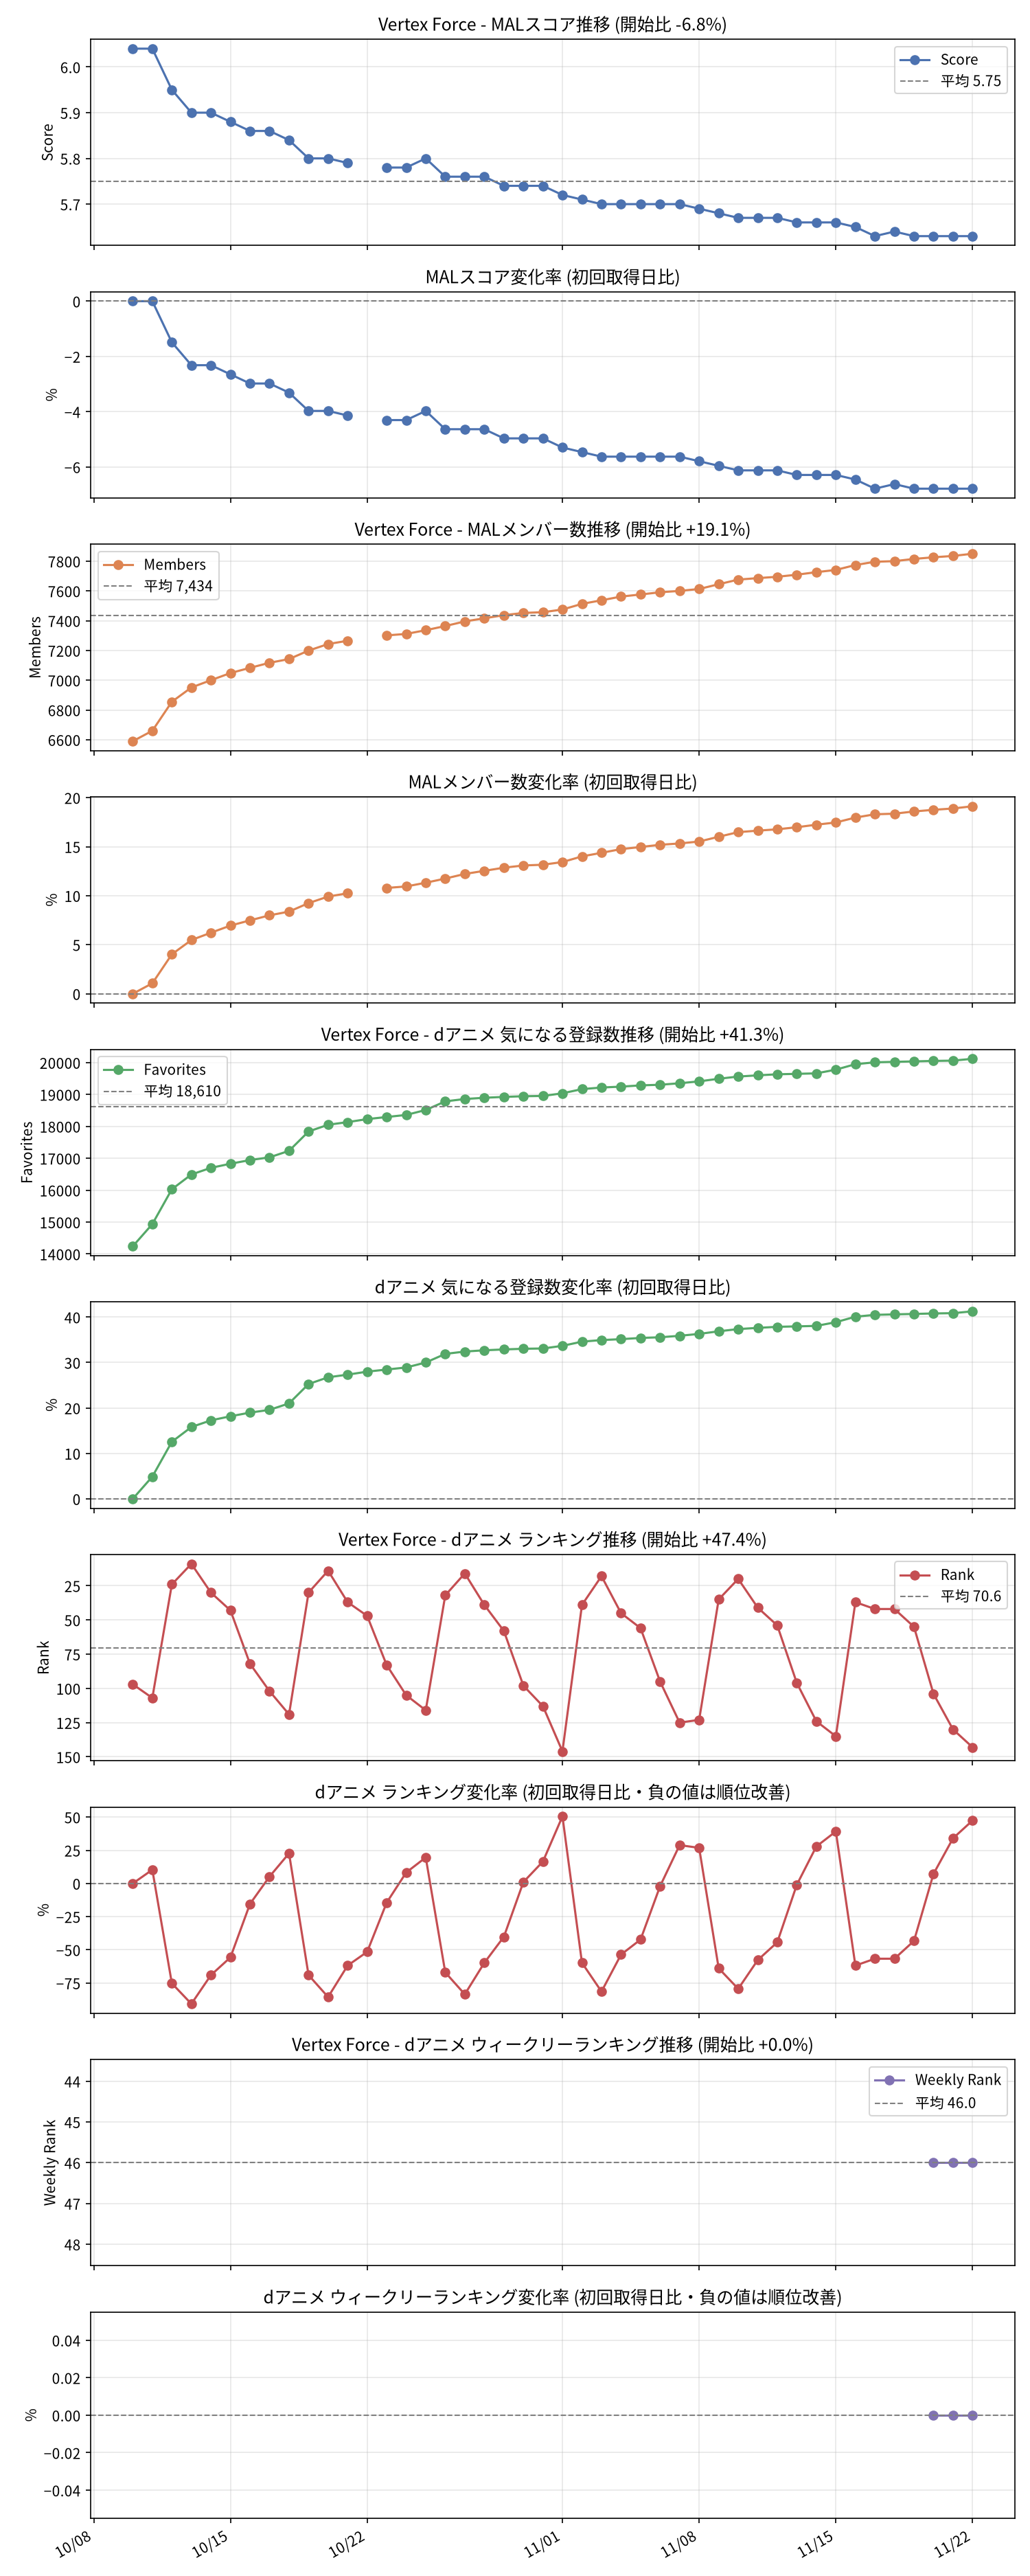 Vertex Force - MALスコア推移 (開始比 -6.8%)
Score
6.0
5.9
5.8
5.7
Score
平均 5.75
MALスコア変化率 (初回取得日比)
%
0
−2
−4
−6
Vertex Force - MALメンバー数推移 (開始比 +19.1%)
Members
7800
7600
7400
7200
7000
6800
6600
Members
平均 7,434
MALメンバー数変化率 (初回取得日比)
%
20
15
10
5
0
Vertex Force - dアニメ 気になる登録数推移 (開始比 +41.3%)
Favorites
20000
19000
18000
17000
16000
15000
14000
Favorites
平均 18,610
dアニメ 気になる登録数変化率 (初回取得日比)
%
40
30
20
10
0
Vertex Force - dアニメ ランキング推移 (開始比 +47.4%)
Rank
25
50
75
100
125
150
Rank
平均 70.6
dアニメ ランキング変化率 (初回取得日比・負の値は順位改善)
%
50
25
0
−25
−50
−75
Vertex Force - dアニメ ウィークリーランキング推移 (開始比 +0.0%)
Weekly Rank
44
45
46
47
48
Weekly Rank
平均 46.0
dアニメ ウィークリーランキング変化率 (初回取得日比・負の値は順位改善)
%
0.04
0.02
0.00
−0.02
−0.04
10/08
10/15
10/22
11/01
11/08
11/15
11/22